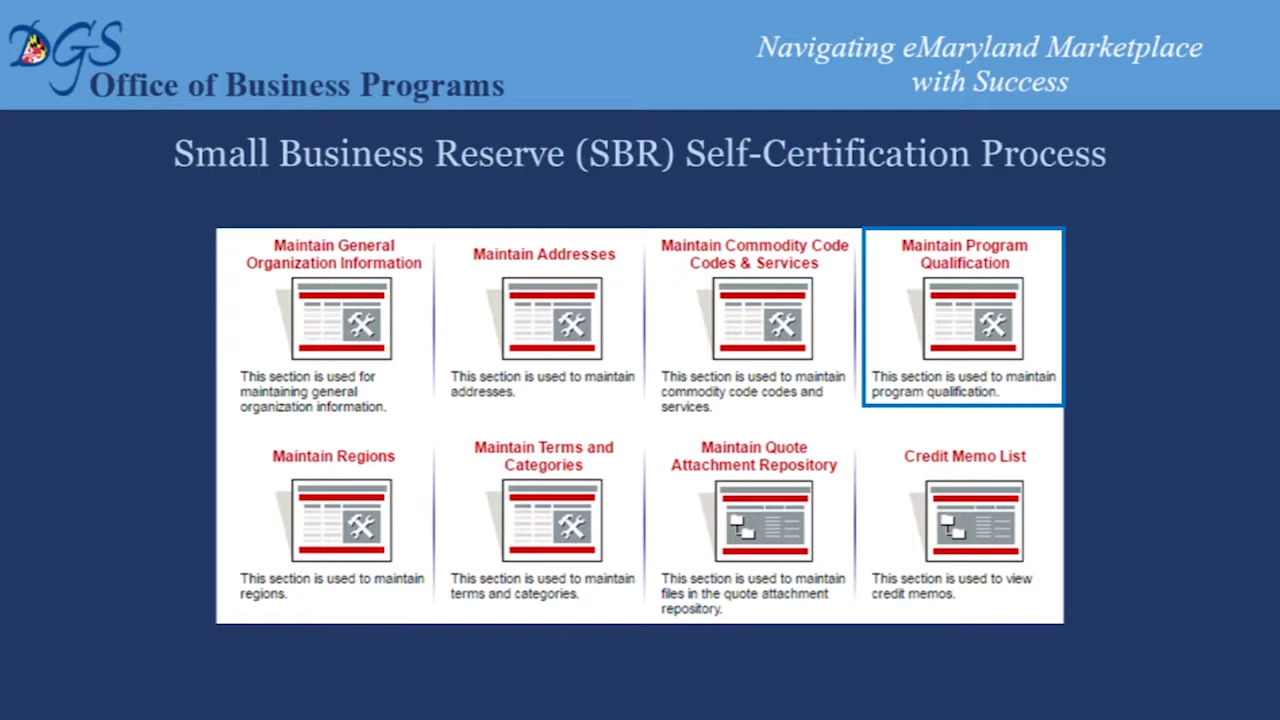 DGS
Office of Business Programs
Navigating eMaryland Marketplace
with Success
Small Business Reserve (SBR) Self-Certification Process
Maintain General
Organization Information
This section is used for
maintaining general
organization information.
Maintain Addresses
This section is used to maintain
addresses.
Maintain Commodity Code
Codes & Services
This section is used to maintain
commodity code codes and
services.
Maintain Program
Qualification
This section is used to maintain
program qualification.
Maintain Regions
This section is used to maintain
regions.
Maintain Terms and
Categories
This section is used to maintain
terms and categories.
Maintain Quote
Attachment Repository
This section is used to maintain
files in the quote attachment
repository.
Credit Memo List
This section is used to view
credit memos.